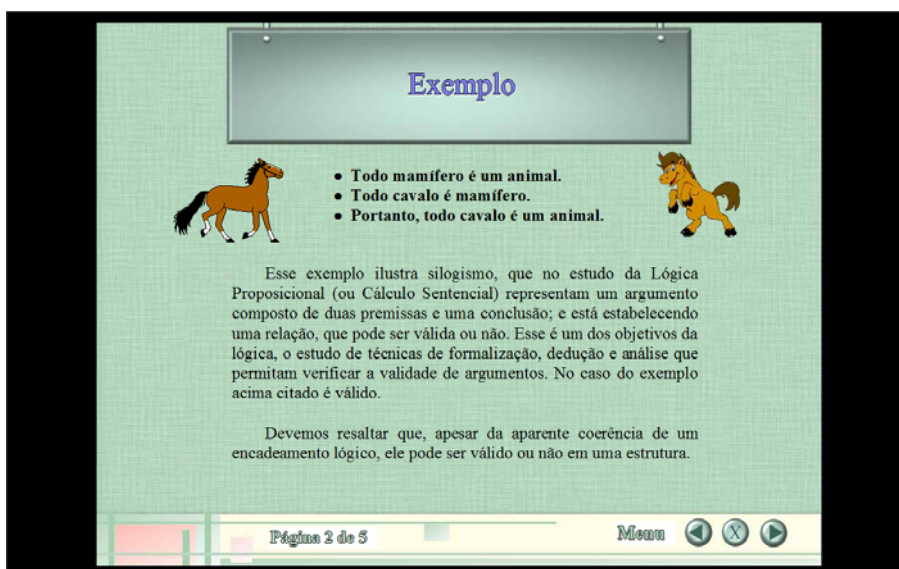 Exemplo
• Todo mamífero é um animal.
• Todo cavalo é mamífero.
• Portanto, todo cavalo é um animal.
Esse exemplo ilustra silogismo, que no estudo da Lógica
Proposicional (ou Cálculo Sentencial) representam um argumento
composto de duas premissas e uma conclusão; e está estabelecendo
uma relação, que pode ser válida ou não. Esse é um dos objetivos da
lógica, o estudo de técnicas de formalização, dedução e análise que
permitam verificar a validade de argumentos. No caso do exemplo
acima citado é válido.
Devemos resaltar que, apesar da aparente coerência de um
encadeamento lógico, ele pode ser válido ou não em uma estrutura.
Página 2 de 5
Menu X